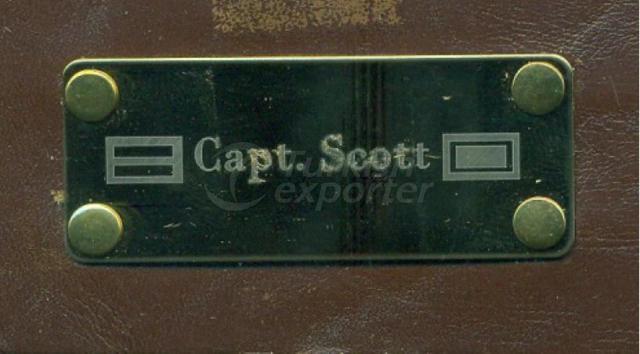 Capt. Scott
Turkish
exporter